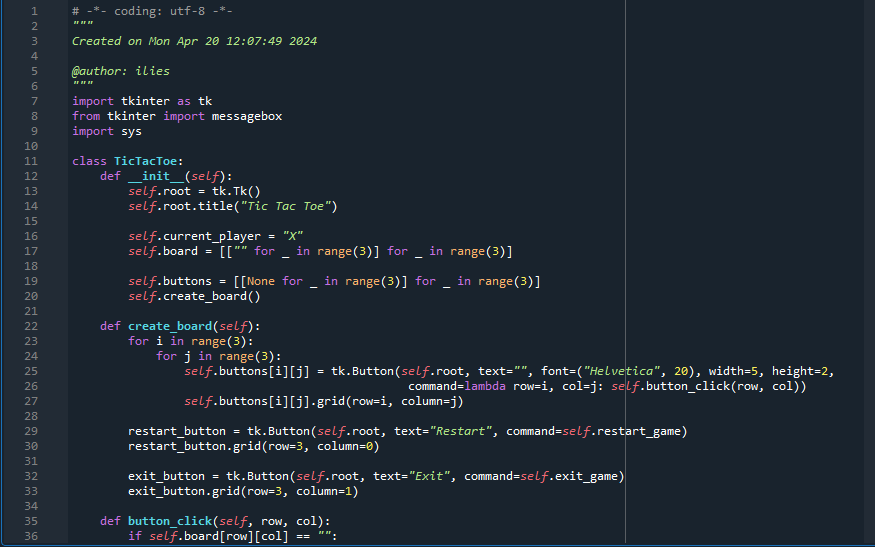 1 # -*- coding: utf-8 -*-
2 """
3 Created on Mon Apr 20 12:07:49 2024
4
5 @author: ilies
6 """
7 import tkinter as tk
8 from tkinter import messagebox
9 import sys
10
11 class TicTacToe:
12     def __init__(self):
13         self.root = tk.Tk()
14         self.root.title("Tic Tac Toe")
15
16         self.current_player = "X"
17         self.board = [["" for _ in range(3)] for _ in range(3)]
18
19         self.buttons = [[None for _ in range(3)] for _ in range(3)]
20         self.create_board()
21
22     def create_board(self):
23         for i in range(3):
24             for j in range(3):
25                 self.buttons[i][j] = tk.Button(self.root, text="", font=("Helvetica", 20), width=5, height=2,
26                                                 command=lambda row=i, col=j: self.button_click(row, col))
27                 self.buttons[i][j].grid(row=i, column=j)
28
29         restart_button = tk.Button(self.root, text="Restart", command=self.restart_game)
30         restart_button.grid(row=3, column=0)
31
32         exit_button = tk.Button(self.root, text="Exit", command=self.exit_game)
33         exit_button.grid(row=3, column=1)
34
35     def button_click(self, row, col):
36         if self.board[row][col] == "":